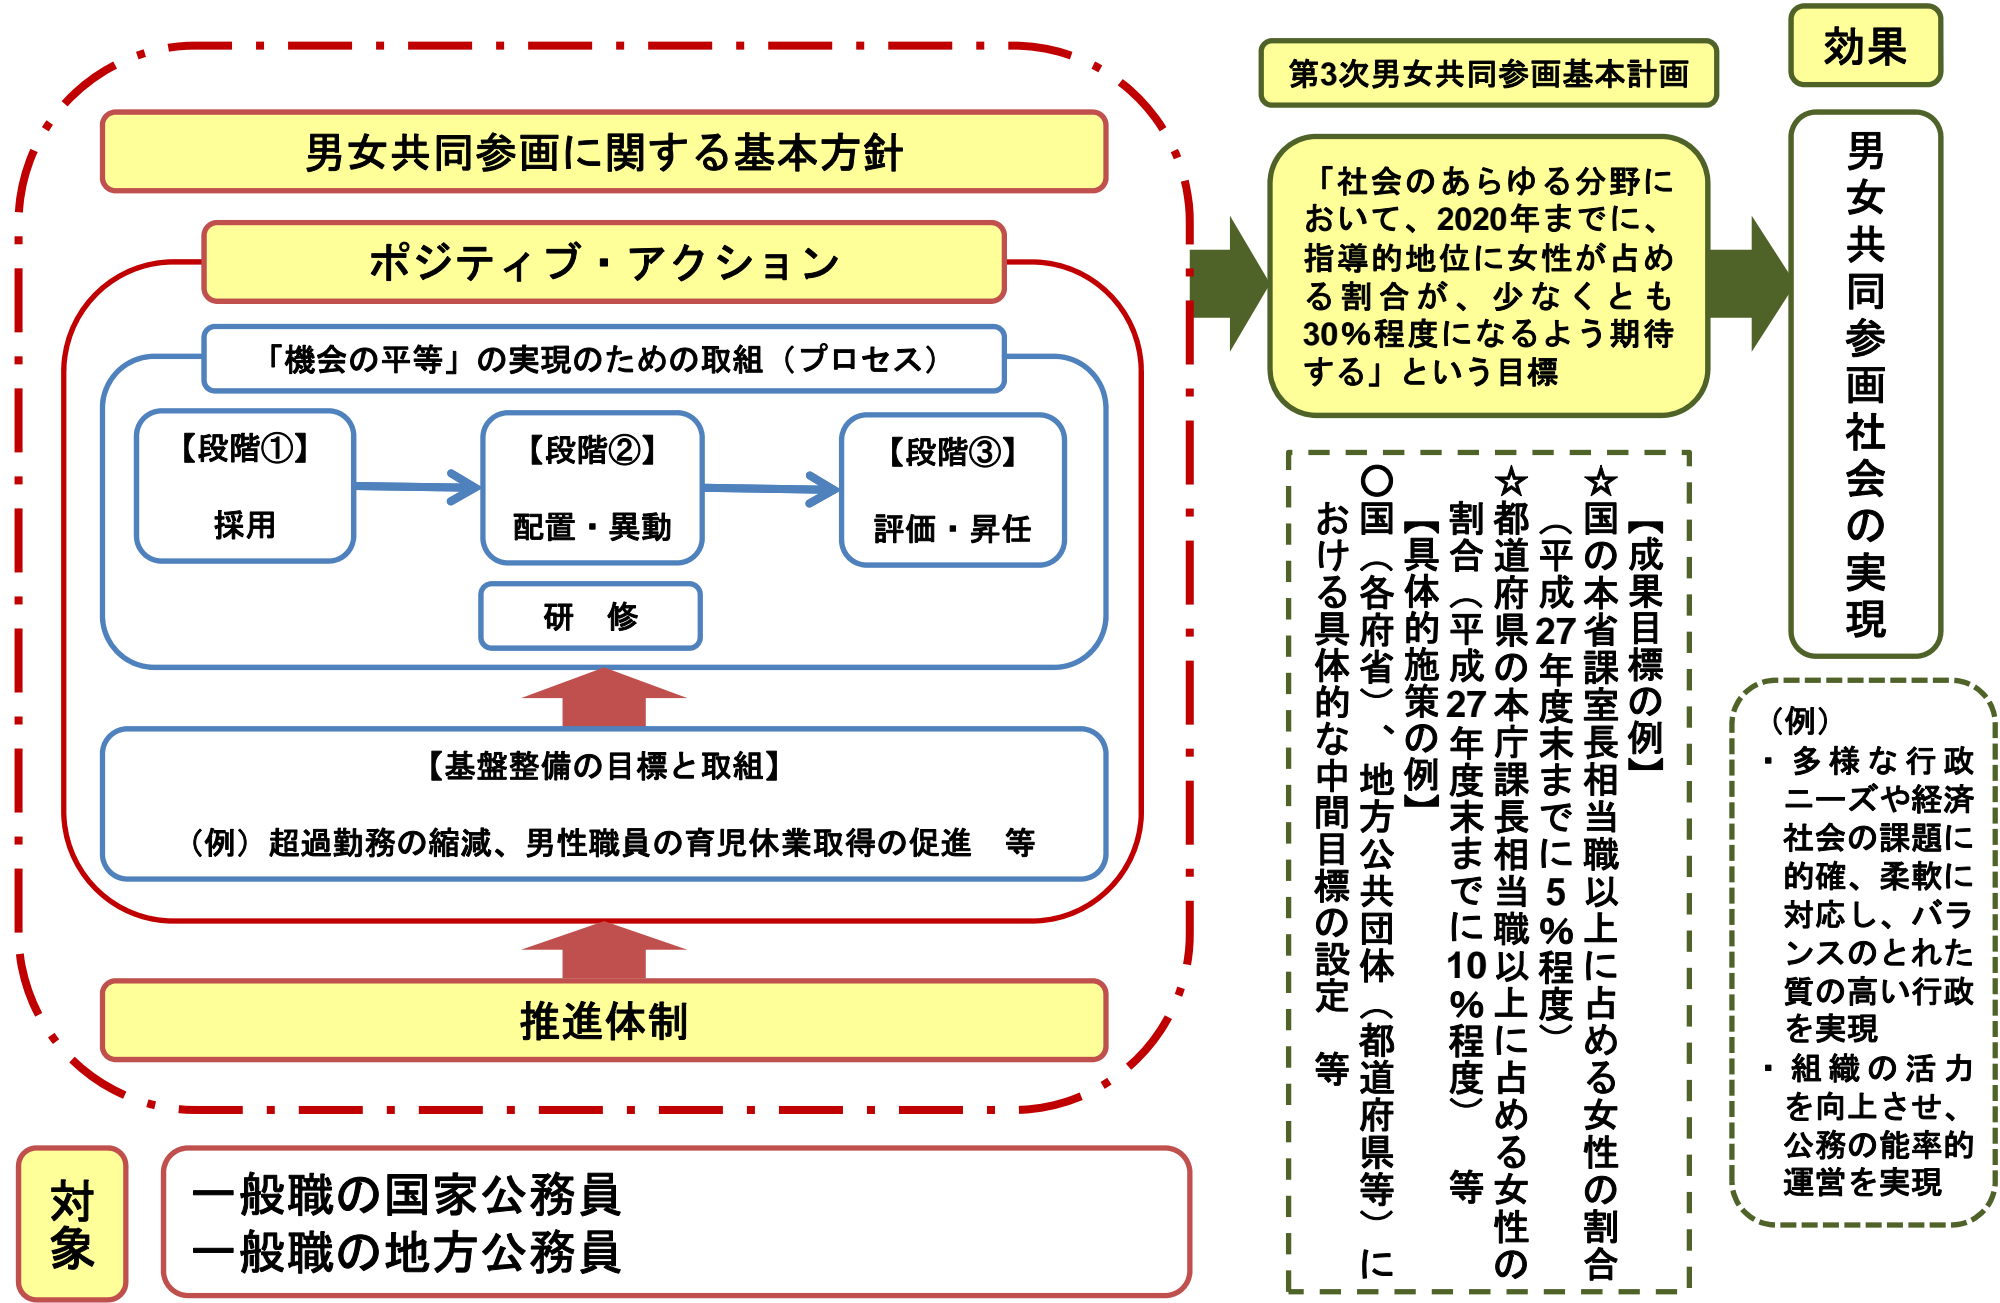 男女共同参画に関する基本方針
ポジティブ・アクション
「機会の平等」の実現のための取組（プロセス）
【段階①】
採用
【段階②】
配置・異動
【段階③】
評価・昇任
研　修
【基盤整備の目標と取組】
（例）超過勤務の縮減、男性職員の育児休業取得の促進　等
推進体制
対象
一般職の国家公務員
一般職の地方公務員
第3次男女共同参画基本計画
「社会のあらゆる分野に
おいて、2020年までに、
指導的地位に女性が占め
る割合が、少なくとも
30%程度になるよう期待
する」という目標
【成果目標の例】
☆国の本省課室長相当職以上に占める女性の割合
（平成27年度末までに5%程度）
☆都道府県の本庁課長相当職以上に占める女性の
割合（平成27年度末までに10%程度）　等
【具体的施策の例】
〇国（各府省）、地方公共団体（都道府県等）に
おける具体的な中間目標の設定　等
効果
男女共同参画社会の実現
（例）
・多様な行政
ニーズや経済
社会の課題に
的確、柔軟に
対応し、バラ
ンスのとれた
質の高い行政
を実現
・組織の活力
を向上させ、
公務の能率的
運営を実現